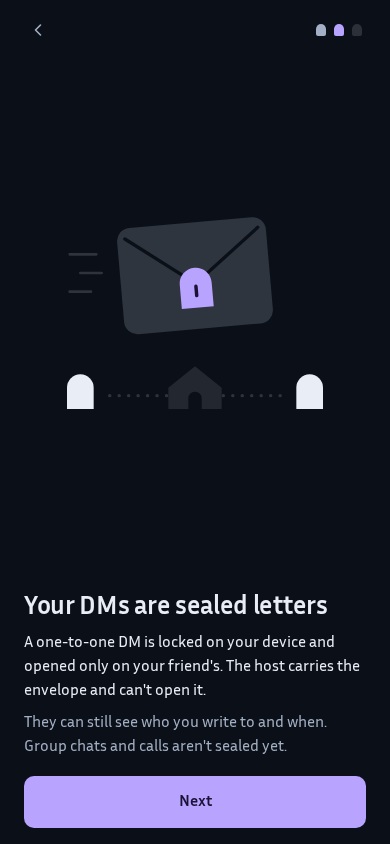 Your DMs are sealed letters
A one-to-one DM is locked on your device and
opened only on your friend's. The host carries the
envelope and can't open it.
They can still see who you write to and when.
Group chats and calls aren't sealed yet.
Next